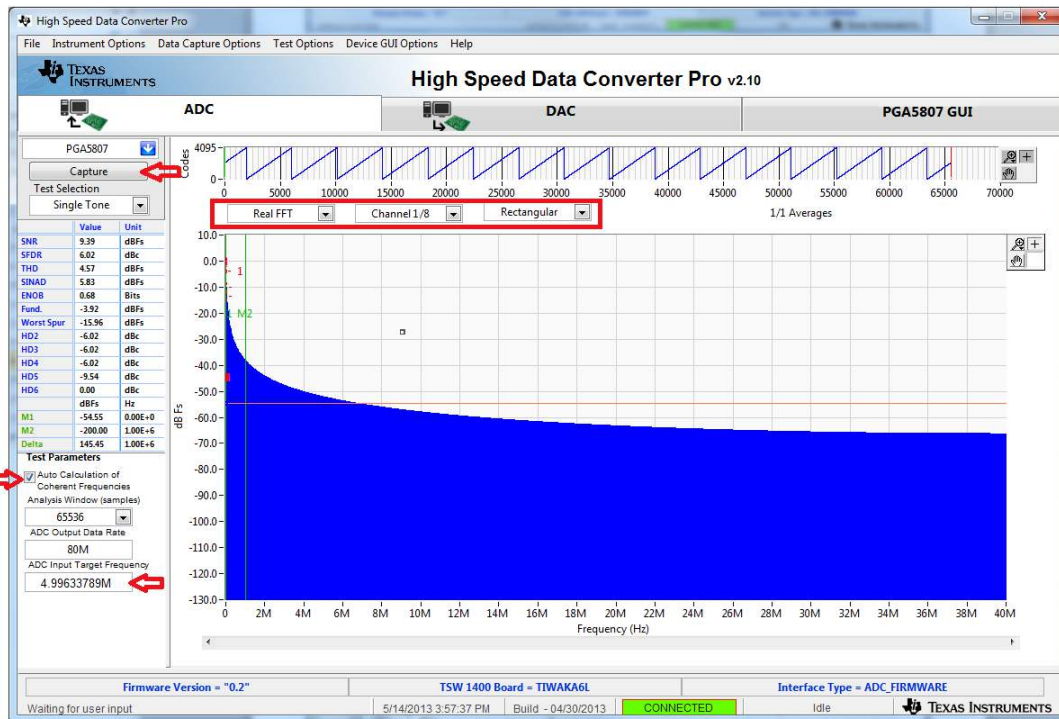 High Speed Data Converter Pro
File Instrument Options Data Capture Options Test Options Device GUI Options Help
TEXAS INSTRUMENTS
High Speed Data Converter Pro v2.10
ADC
DAC
PGA5807 GUI
PGA5807
Capture
Test Selection
Single Tone
Value Unit
SNR 9.39 dBFs
SFDR 6.02 dBc
THD 4.57 dBFs
SINAD 5.83 dBFs
ENOB 0.68 Bits
Fund. -3.92 dBFs
Worst Spur -15.96 dBFs
HD2 -6.02 dBc
HD3 -6.02 dBc
HD4 -6.02 dBc
HD5 -9.54 dBc
HD6 0.00 dBc
dBFs Hz
M1 -54.55 0.00E+0
M2 -200.00 1.00E+6
Delta 145.45 1.00E+6
Test Parameters
Auto Calculation of
Coherent Frequencies
Analysis Window (samples)
65536
ADC Output Data Rate
80M
ADC Input Target Frequency
4.99633789M
Codes
4095
0
0 5000 10000 15000 20000 25000 30000 35000 40000 45000 50000 55000 60000 65000 70000
Real FFT Channel 1/8 Rectangular 1/1 Averages
dB Fs
10.0
0.0
-10.0
-20.0
-30.0
-40.0
-50.0
-60.0
-70.0
-80.0
-90.0
-100.0
-110.0
-120.0
-130.0
1
M2
0 2M 4M 6M 8M 10M 12M 14M 16M 18M 20M 22M 24M 26M 28M 30M 32M 34M 36M 38M 40M
Frequency (Hz)
Firmware Version = "0.2" TSW 1400 Board = TIWAKA6L Interface Type = ADC_FIRMWARE
Waiting for user input 5/14/2013 3:57:37 PM Build - 04/30/2013 CONNECTED Idle TEXAS INSTRUMENTS